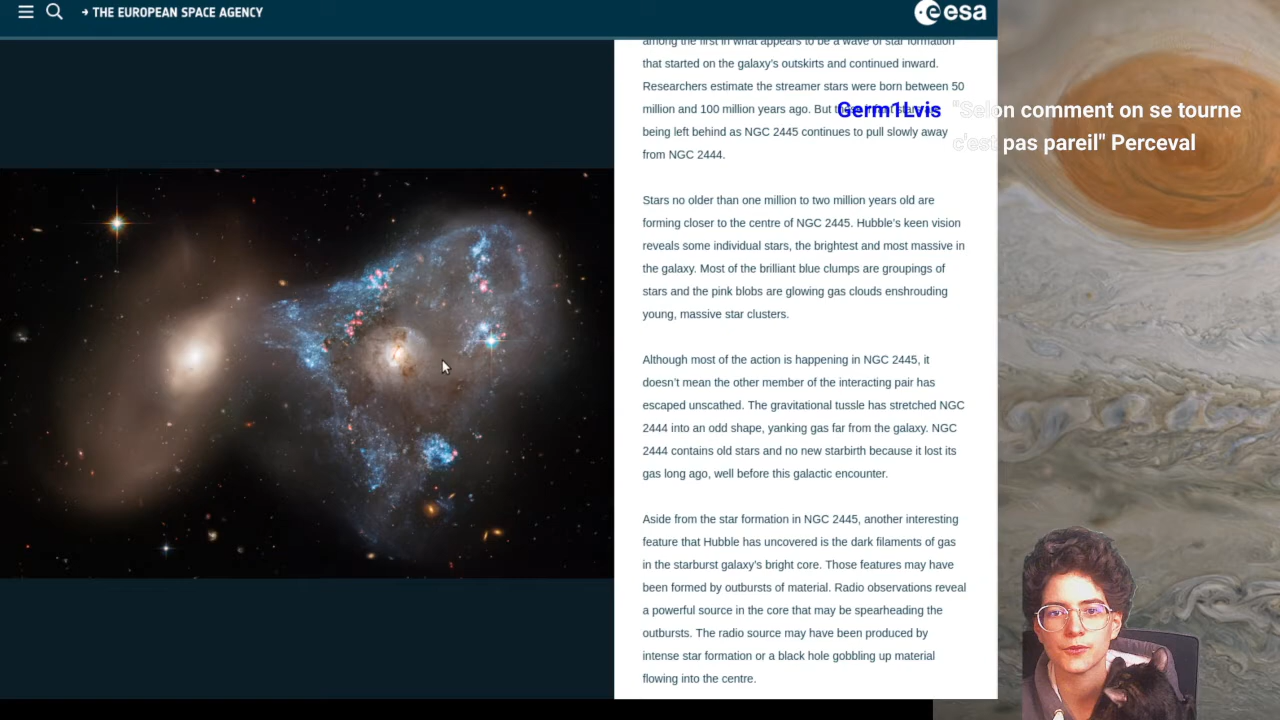 → THE EUROPEAN SPACE AGENCY
esa
among the first in what appears to be a wave of star formation
that started on the galaxy's outskirts and continued inward.
Researchers estimate the streamer stars were born between 50
million and 100 million years ago. But these infant stars are
being left behind as NGC 2445 continues to pull slowly away
from NGC 2444.
Germ1Lvis "Selon comment on se tourne
c'est pas pareil" Perceval
Stars no older than one million to two million years old are
forming closer to the centre of NGC 2445. Hubble's keen vision
reveals some individual stars, the brightest and most massive in
the galaxy. Most of the brilliant blue clumps are groupings of
stars and the pink blobs are glowing gas clouds enshrouding
young, massive star clusters.
Although most of the action is happening in NGC 2445, it
doesn't mean the other member of the interacting pair has
escaped unscathed. The gravitational tussle has stretched NGC
2444 into an odd shape, yanking gas far from the galaxy. NGC
2444 contains old stars and no new starbirth because it lost its
gas long ago, well before this galactic encounter.
Aside from the star formation in NGC 2445, another interesting
feature that Hubble has uncovered is the dark filaments of gas
in the starburst galaxy's bright core. Those features may have
been formed by outbursts of material. Radio observations reveal
a powerful source in the core that may be spearheading the
outbursts. The radio source may have been produced by
intense star formation or a black hole gobbling up material
flowing into the centre.